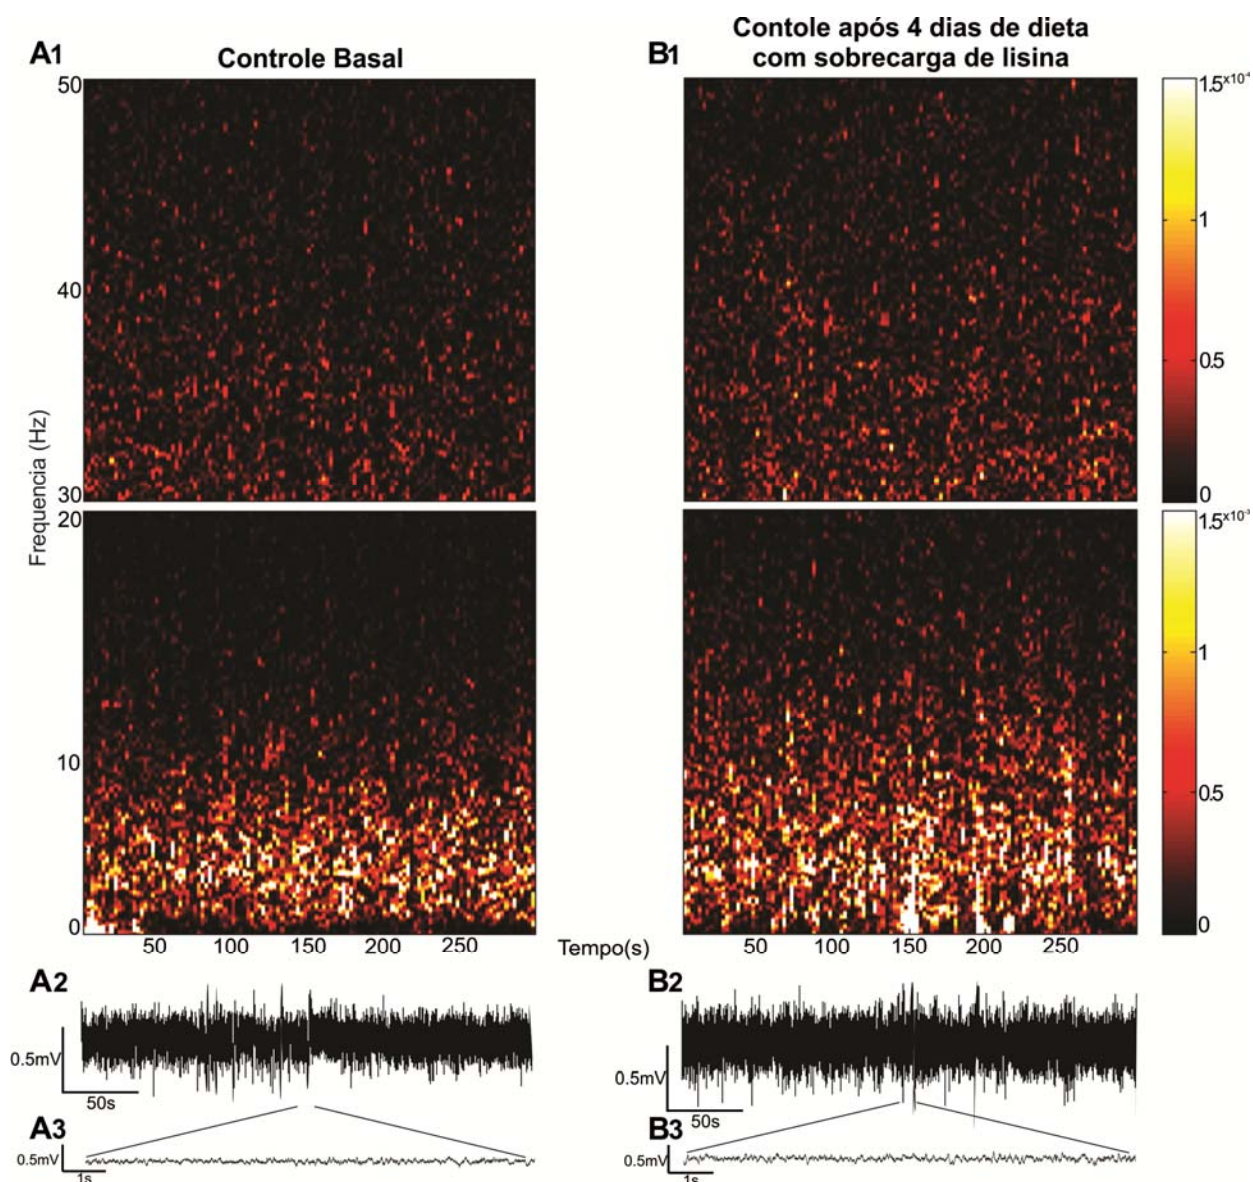 A1
Controle Basal
B1
Contole após 4 dias de dieta
com sobrecarga de lisina
50
40
30
20
10
0
Frequencia (Hz)
1.5x10-4
1
0.5
0
1.5x10-3
1
0.5
0
50 100 150 200 250
Tempo(s)
50 100 150 200 250
A2
0.5mV
50s
B2
0.5mV
50s
A3
0.5mV
1s
B3
0.5mV
1s